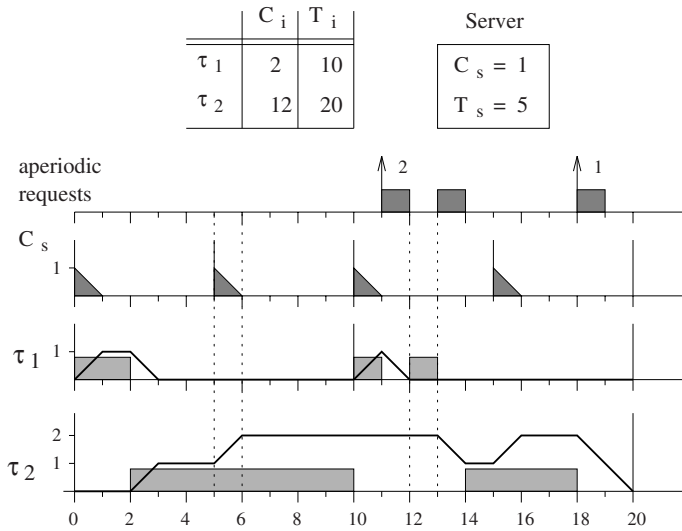 C i T i
τ 1 2 10
τ 2 12 20
Server
C s = 1
T s = 5
aperiodic
requests
2
1
C s
1
τ 1
1
τ 2
2
1
0 2 4 6 8 10 12 14 16 18 20